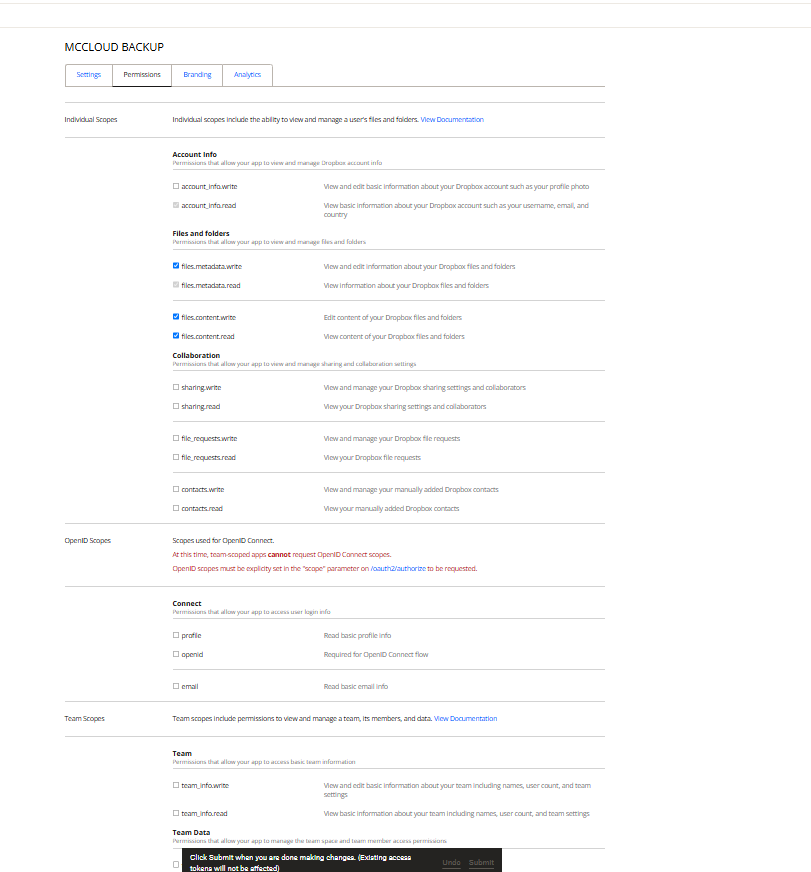 MCCLOUD BACKUP
Settings Permissions Branding Analytics
Individual Scopes Individual scopes include the ability to view and manage a user's files and folders. View Documentation
Account Info
Permissions that allow your app to view and manage Dropbox account info
account_info.write View and edit basic information about your Dropbox account such as your profile photo
account_info.read View basic information about your Dropbox account such as your username, email, and
country
Files and folders
Permissions that allow your app to view and manage files and folders
files.metadata.write View and edit information about your Dropbox files and folders
files.metadata.read View information about your Dropbox files and folders
files.content.write Edit content of your Dropbox files and folders
files.content.read View content of your Dropbox files and folders
Collaboration
Permissions that allow your app to view and manage sharing and collaboration settings
sharing.write View and manage your Dropbox sharing settings and collaborators
sharing.read View your Dropbox sharing settings and collaborators
file_requests.write View and manage your Dropbox file requests
file_requests.read View your Dropbox file requests
contacts.write View and manage your manually added Dropbox contacts
contacts.read View your manually added Dropbox contacts
OpenID Scopes Scopes used for OpenID Connect.
At this time, team-scoped apps cannot request OpenID Connect scopes.
OpenID scopes must be explicity set in the "scope" parameter on /oauth2/authorize to be requested.
Connect
Permissions that allow your app to access user login info
profile Read basic profile info
openid Required for OpenID Connect flow
email Read basic email info
Team Scopes Team scopes include permissions to view and manage a team, its members, and data. View Documentation
Team
Permissions that allow your app to access basic team information
team_info.write View and edit basic information about your team including names, user count, and team
settings
team_info.read View basic information about your team including names, user count, and team settings
Team Data
Permissions that allow your app to manage the team space and team member access permissions
Click Submit when you are done making changes. (Existing access
tokens will not be affected) Undo Submit